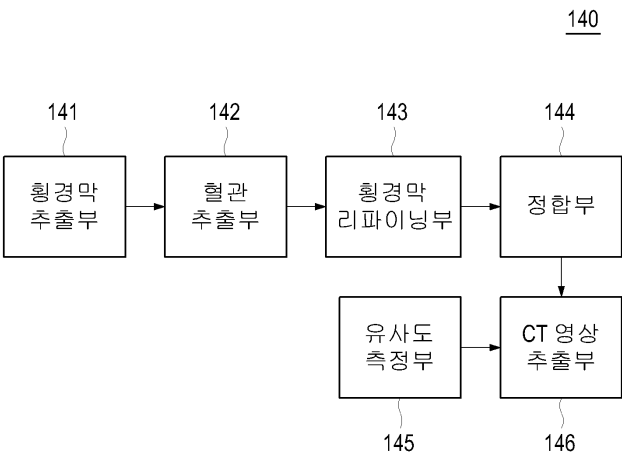 140
141
142
143
144
횡경막
추출부
혈관
추출부
횡경막
리파이닝부
정합부
유사도
측정부
CT 영상
추출부
145
146